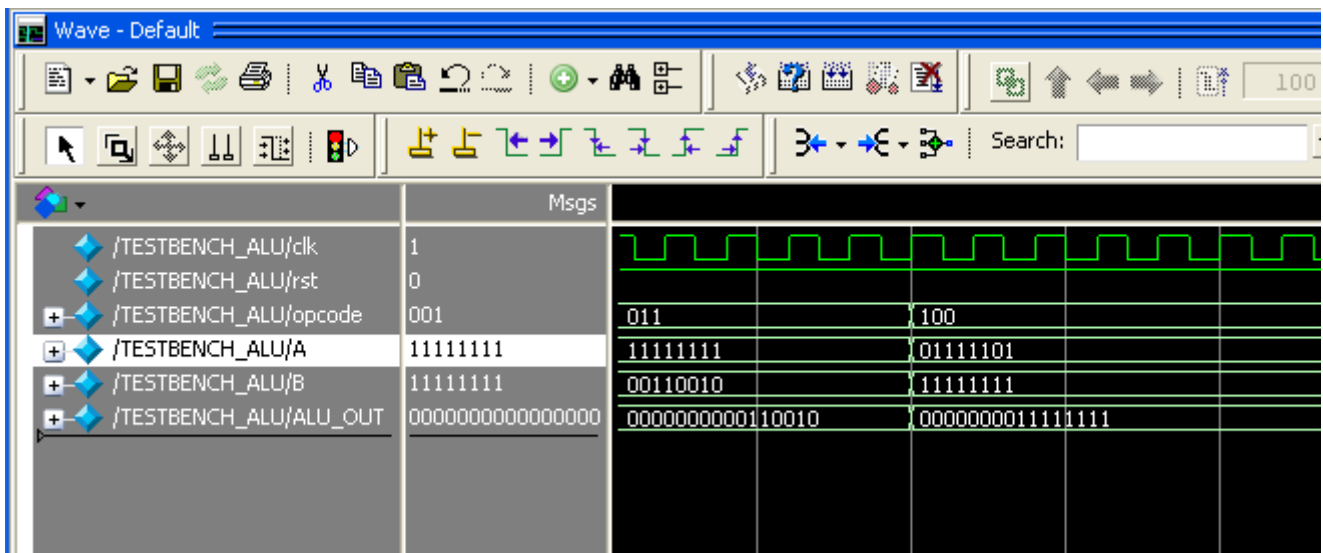 Wave - Default
100
Search:
Msgs
/TESTBENCH_ALU/clk 1
/TESTBENCH_ALU/rst 0
/TESTBENCH_ALU/opcode 001 011 100
/TESTBENCH_ALU/A 11111111 11111111 01111101
/TESTBENCH_ALU/B 11111111 00110010 11111111
/TESTBENCH_ALU/ALU_OUT 0000000000000000 0000000000110010 0000000011111111